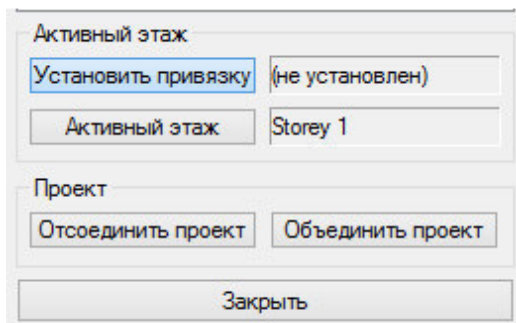 Активный этаж
Установить привязку (не установлен)
Активный этаж Storey 1
Проект
Отсоединить проект Объединить проект
Закрыть